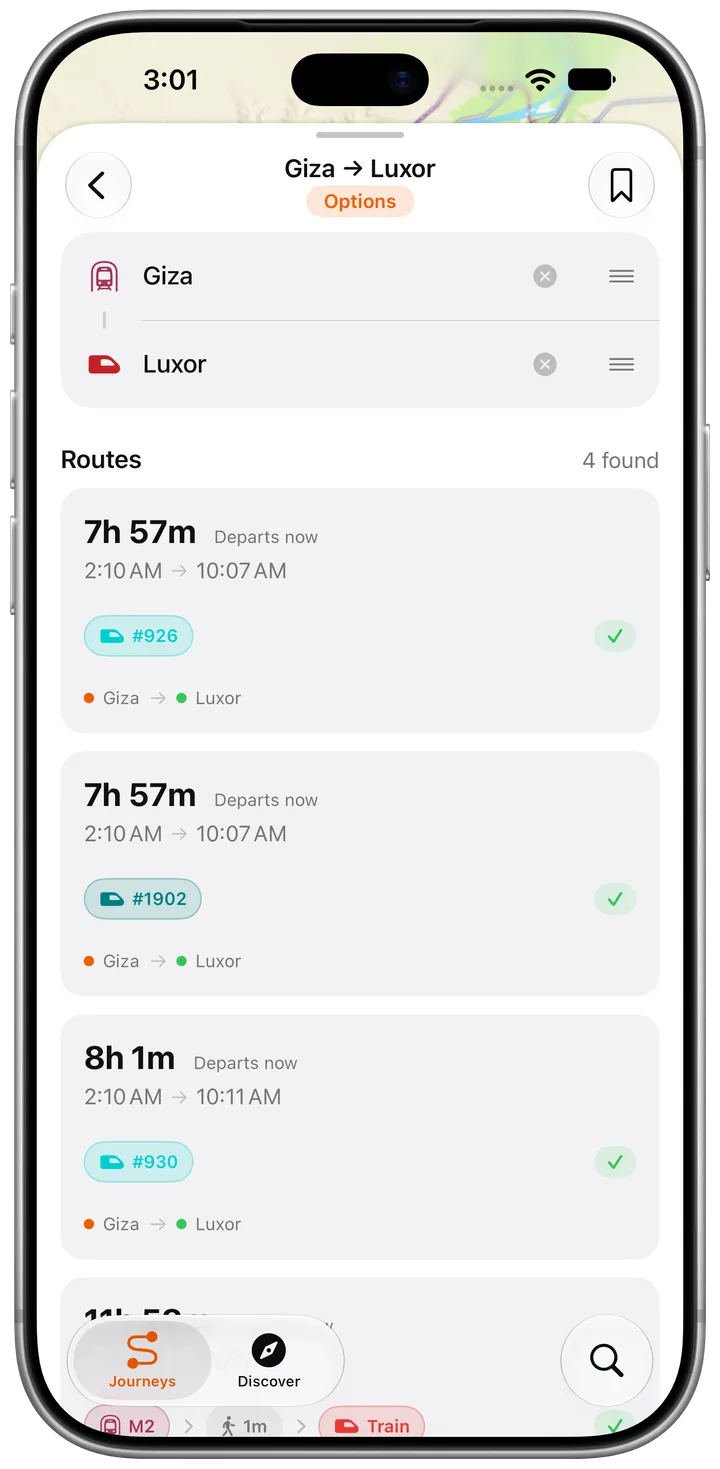 3:01
Giza → Luxor
Options
Giza
Luxor
Routes
4 found
7h 57m Departs now
2:10 AM → 10:07 AM
#926
Giza → Luxor
7h 57m Departs now
2:10 AM → 10:07 AM
#1902
Giza → Luxor
8h 1m Departs now
2:10 AM → 10:11 AM
#930
Giza → Luxor
Journeys
Discover
M2 > 1m > Train